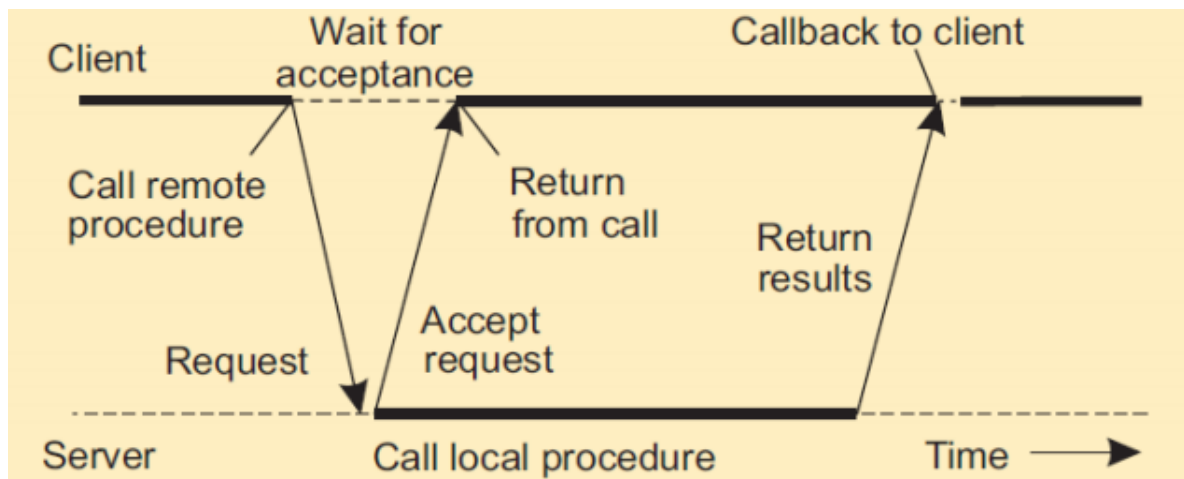 Client
Wait for
acceptance
Callback to client
Call remote
procedure
Return
from call
Return
results
Request
Accept
request
Server
Call local procedure
Time